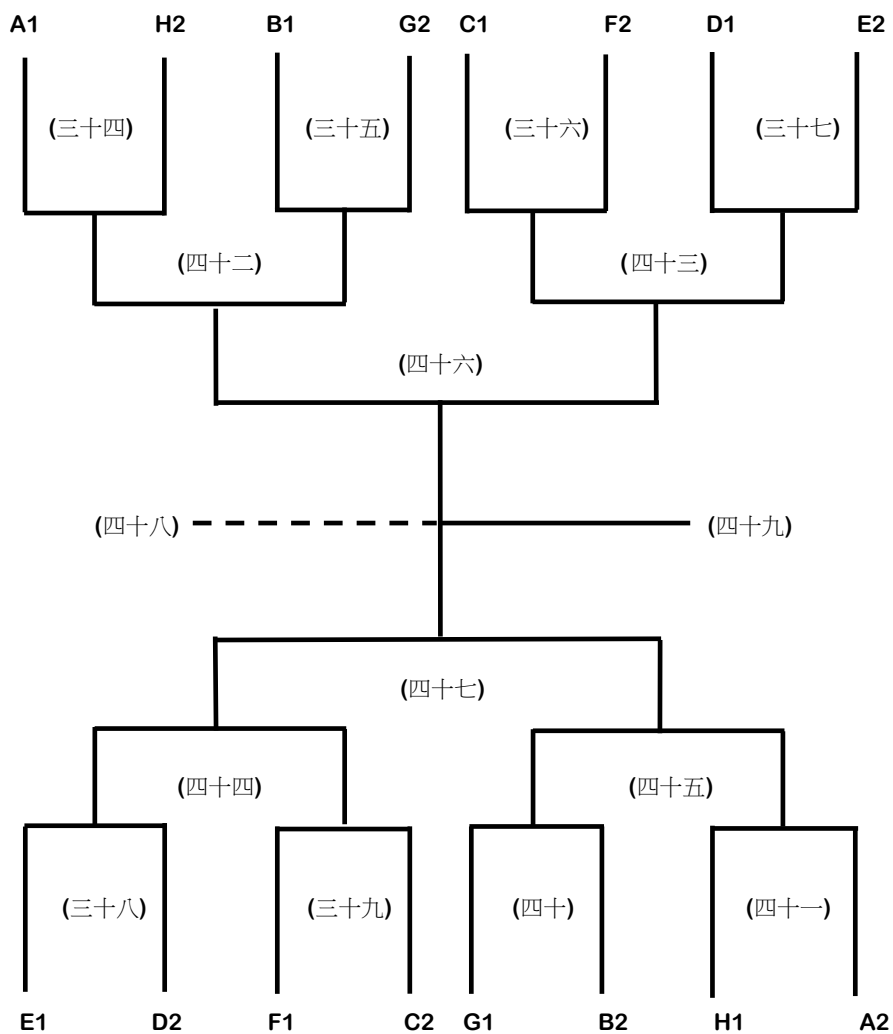 A1 H2 B1 G2 C1 F2 D1 E2
(三十四) (三十五) (三十六) (三十七)
(四十二) (四十三)
(四十六)
(四十八) (四十九)
(四十七)
(四十四) (四十五)
(三十八) (三十九) (四十) (四十一)
E1 D2 F1 C2 G1 B2 H1 A2